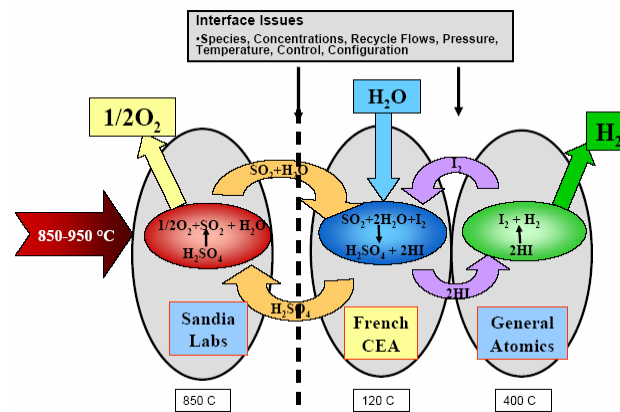 Interface Issues
•Species, Concentrations, Recycle Flows, Pressure,
Temperature, Control, Configuration
1/2O₂
H₂O
H₂
SO₂+H₂O
I₂
850-950 °C
1/2O₂+SO₂ + H₂O
H₂SO₄
SO₂+2H₂O+I₂
H₂SO₄ + 2HI
I₂ + H₂
2HI
H₂SO₄
2HI
Sandia
Labs
French
CEA
General
Atomics
850 C
120 C
400 C